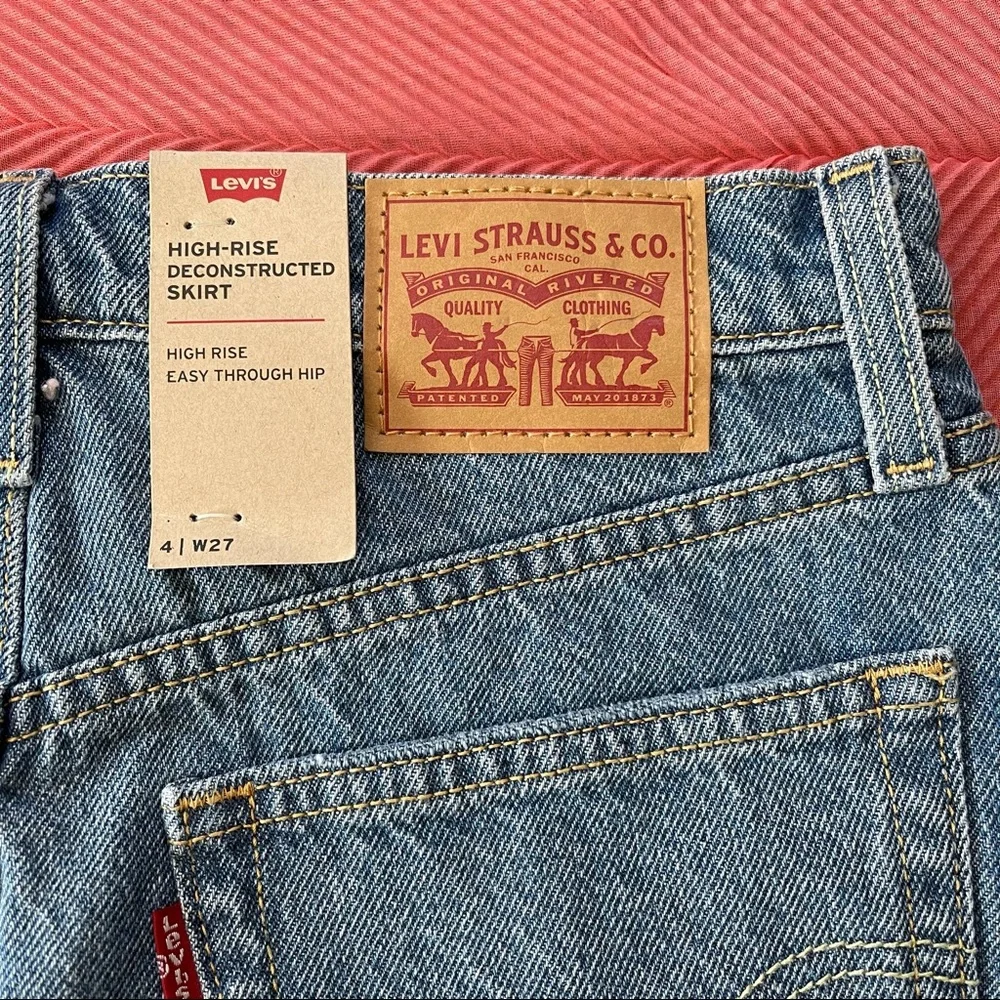 LEVI'S®
HIGH-RISE
DECONSTRUCTED
SKIRT
HIGH RISE
EASY THROUGH HIP
4 | W27
LEVI STRAUSS & CO.
SAN FRANCISCO
CAL.
ORIGINAL RIVETED
QUALITY CLOTHING
PATENTED MAY 20 1873 ®
LEVI'S
®